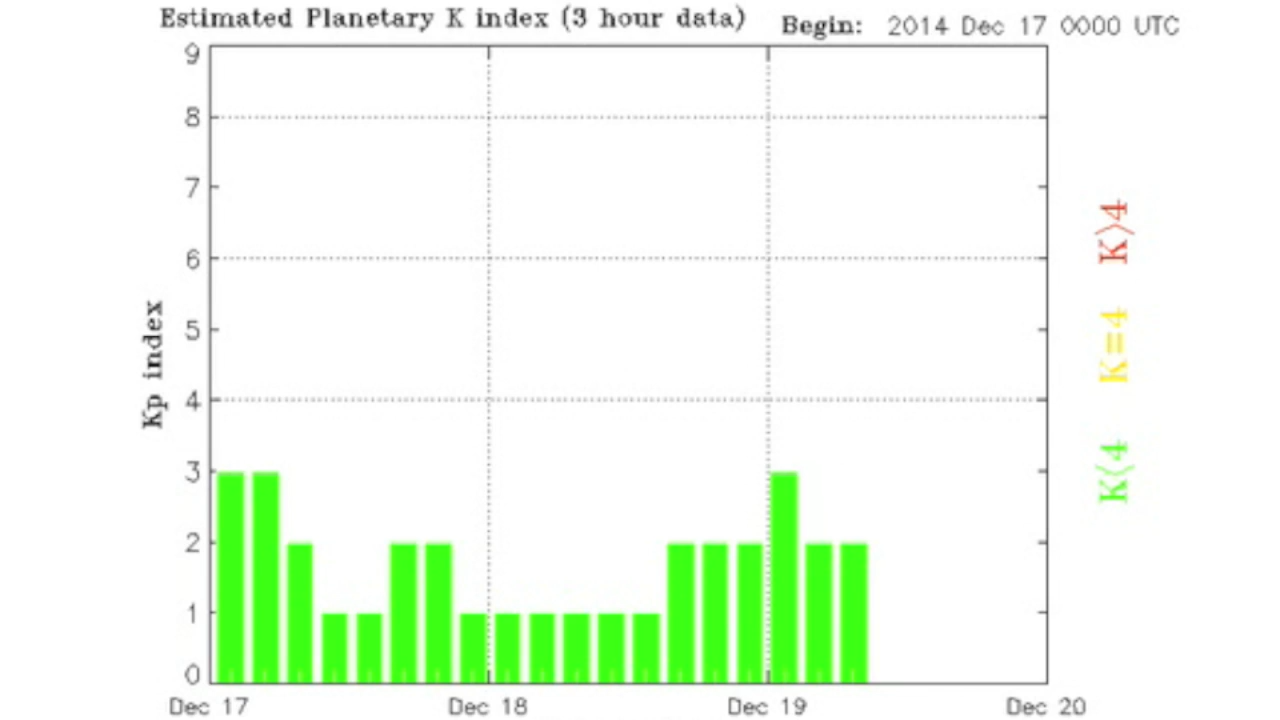 Estimated Planetary K index (3 hour data) Begin: 2014 Dec 17 0000 UTC
9
8
7
6
5
4
3
2
1
0
Kp index
Dec 17 Dec 18 Dec 19 Dec 20
K<4 K=4 K>4